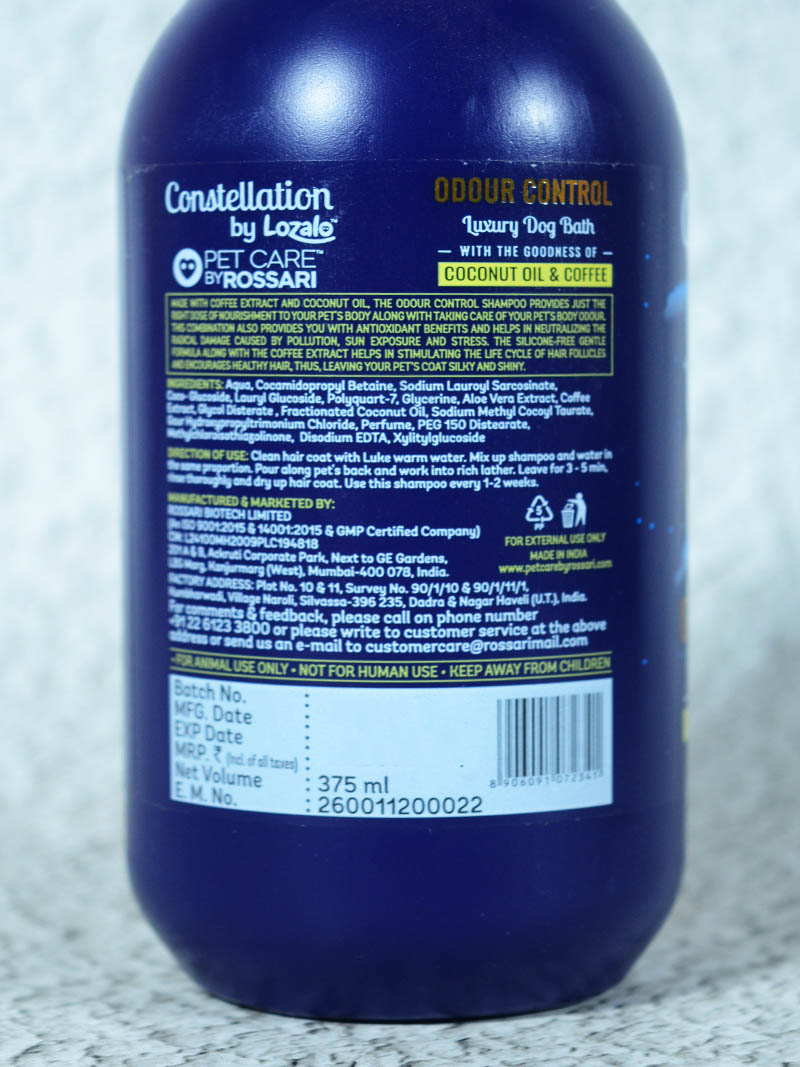 Constellation
by Lozalo™
PET CARE™
BY ROSSARI
ODOUR CONTROL
Luxury Dog Bath
— WITH THE GOODNESS OF —
COCONUT OIL & COFFEE
MADE WITH COFFEE EXTRACT AND COCONUT OIL, THE ODOUR CONTROL SHAMPOO PROVIDES JUST THE
RIGHT DOSE OF NOURISHMENT TO YOUR PET'S BODY ALONG WITH TAKING CARE OF YOUR PET'S BODY ODOUR.
THIS COMBINATION ALSO PROVIDES YOU WITH ANTIOXIDANT BENEFITS AND HELPS IN NEUTRALIZING THE
RADICAL DAMAGE CAUSED BY POLLUTION, SUN EXPOSURE AND STRESS. THE SILICONE-FREE GENTLE
FORMULA ALONG WITH THE COFFEE EXTRACT HELPS IN STIMULATING THE LIFE CYCLE OF HAIR FOLLICLES
AND ENCOURAGES HEALTHY HAIR, THUS, LEAVING YOUR PET'S COAT SILKY AND SHINY.
INGREDIENTS: Aqua, Cocamidopropyl Betaine, Sodium Lauroyl Sarcosinate,
Coco-Glucoside, Lauryl Glucoside, Polyquart-7, Glycerine, Aloe Vera Extract, Coffee
Extract, Glycol Disterate , Fractionated Coconut Oil, Sodium Methyl Cocoyl Taurate,
Guar Hydroxypropyltrimonium Chloride, Perfume, PEG 150 Distearate,
Methylchloroisothiazolinone, Disodium EDTA, Xylitylglucoside
DIRECTION OF USE: Clean hair coat with Luke warm water. Mix up shampoo and water in
the same proportion. Pour along pet's back and work into rich lather. Leave for 3 - 5 min,
rinse thoroughly and dry up hair coat. Use this shampoo every 1-2 weeks.
MANUFACTURED & MARKETED BY:
ROSSARI BIOTECH LIMITED
(An ISO 9001:2015 & 14001:2015 & GMP Certified Company)
CIN: L24100MH2009PLC194818
201 A & B, Ackruti Corporate Park, Next to GE Gardens,
LBS Marg, Kanjurmarg (West), Mumbai-400 078, India.
5
PP
FOR EXTERNAL USE ONLY
MADE IN INDIA
www.petcarebyrossari.com
FACTORY ADDRESS: Plot No. 10 & 11, Survey No. 90/1/10 & 90/1/11/1,
Kumbharwadi, Village Naroli, Silvassa-396 235, Dadra & Nagar Haveli (U.T.), India.
For comments & feedback, please call on phone number
+91 22 6123 3800 or please write to customer service at the above
address or send us an e-mail to customercare@rossarimail.com
• FOR ANIMAL USE ONLY • NOT FOR HUMAN USE • KEEP AWAY FROM CHILDREN
Batch No. :
MFG. Date :
EXP Date :
MRP. ₹ (Incl. of all taxes) :
Net Volume : 375 ml
E. M. No. : 260011200022
8 906091 072341